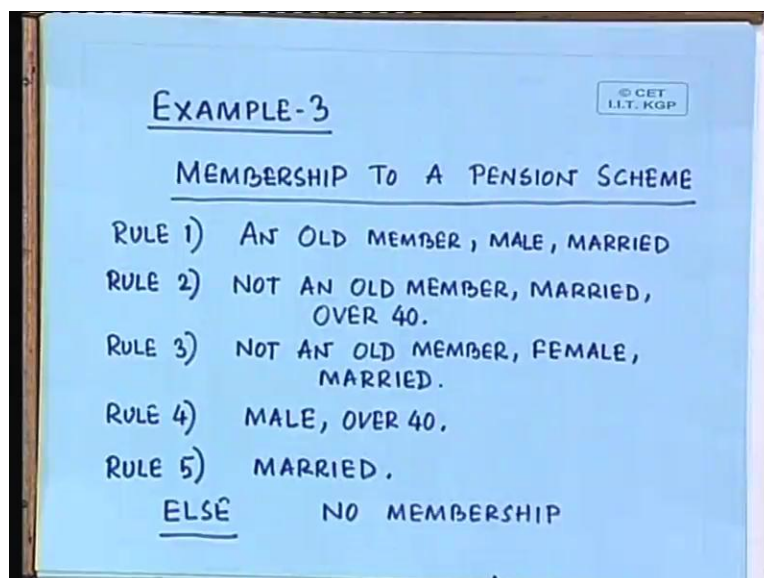 © CET
I.I.T. KGP
EXAMPLE-3
MEMBERSHIP TO A PENSION SCHEME
RULE 1) AN OLD MEMBER, MALE, MARRIED
RULE 2) NOT AN OLD MEMBER, MARRIED,
OVER 40.
RULE 3) NOT AN OLD MEMBER, FEMALE,
MARRIED.
RULE 4) MALE, OVER 40.
RULE 5) MARRIED.
ELSE NO MEMBERSHIP